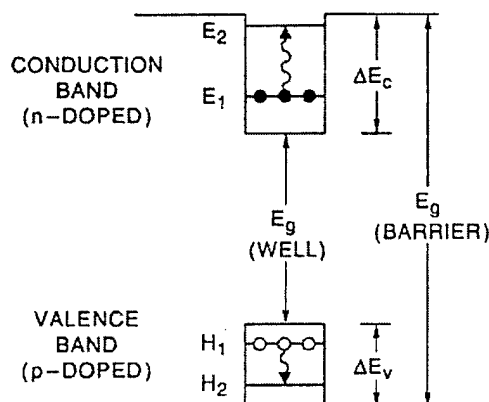 E2
CONDUCTION
BAND
(n-DOPED)
E1
ΔEc
Eg
(WELL)
Eg
(BARRIER)
VALENCE
BAND
(p-DOPED)
H1
H2
ΔEv